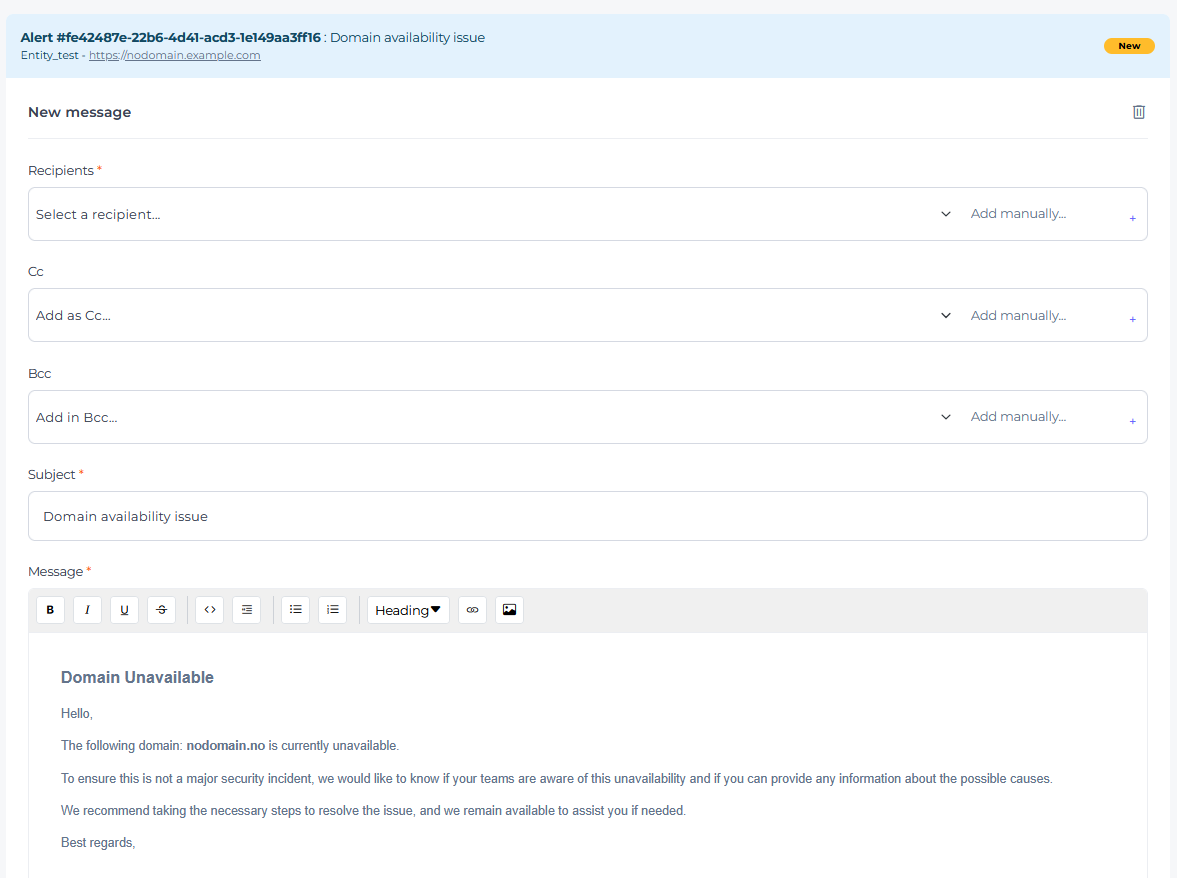 Alert #fe42487e-22b6-4d41-acd3-1e149aa3ff16 : Domain availability issue
Entity_test - https://nodomain.example.com
New
New message
Recipients *
Select a recipient...
Add manually...
+
Cc
Add as Cc...
Add manually...
+
Bcc
Add in Bcc...
Add manually...
+
Subject *
Domain availability issue
Message *
B I U S <> Heading
Domain Unavailable
Hello,
The following domain: nodomain.no is currently unavailable.
To ensure this is not a major security incident, we would like to know if your teams are aware of this unavailability and if you can provide any information about the possible causes.
We recommend taking the necessary steps to resolve the issue, and we remain available to assist you if needed.
Best regards,